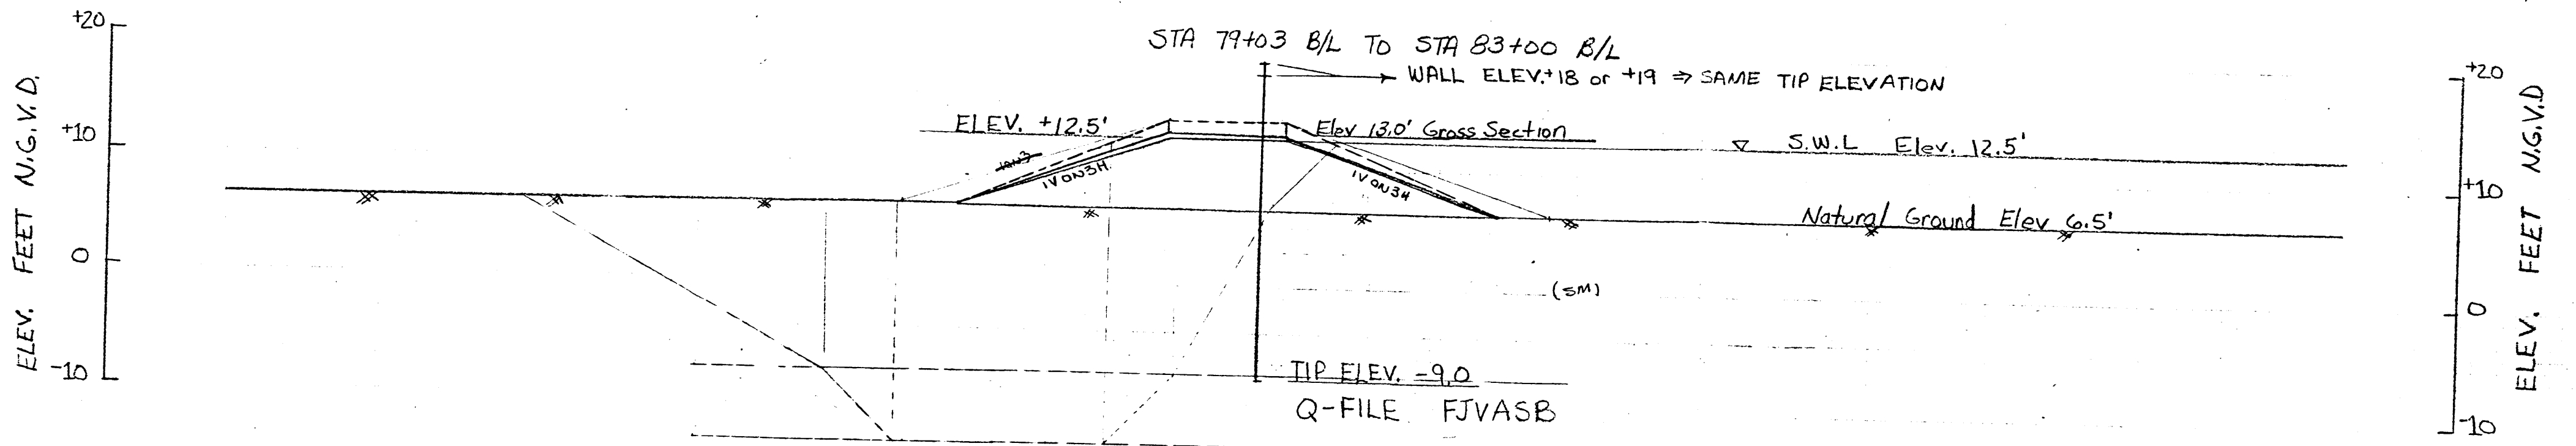 +20
+10
0
-10
ELEV. FEET N.G.V.D.
STA 79+03 B/L TO STA 83+00 B/L
WALL ELEV.+18 or +19 ⇒ SAME TIP ELEVATION
ELEV. +12.5'
Elev 13.0' Gross Section
S.W.L Elev. 12.5'
1V ON 3H
1V ON 3H
Natural Ground Elev 6.5'
(SM)
TIP ELEV. -9.0
Q-FILE FJVASB
+20
+10
0
-10
ELEV. FEET N.G.V.D